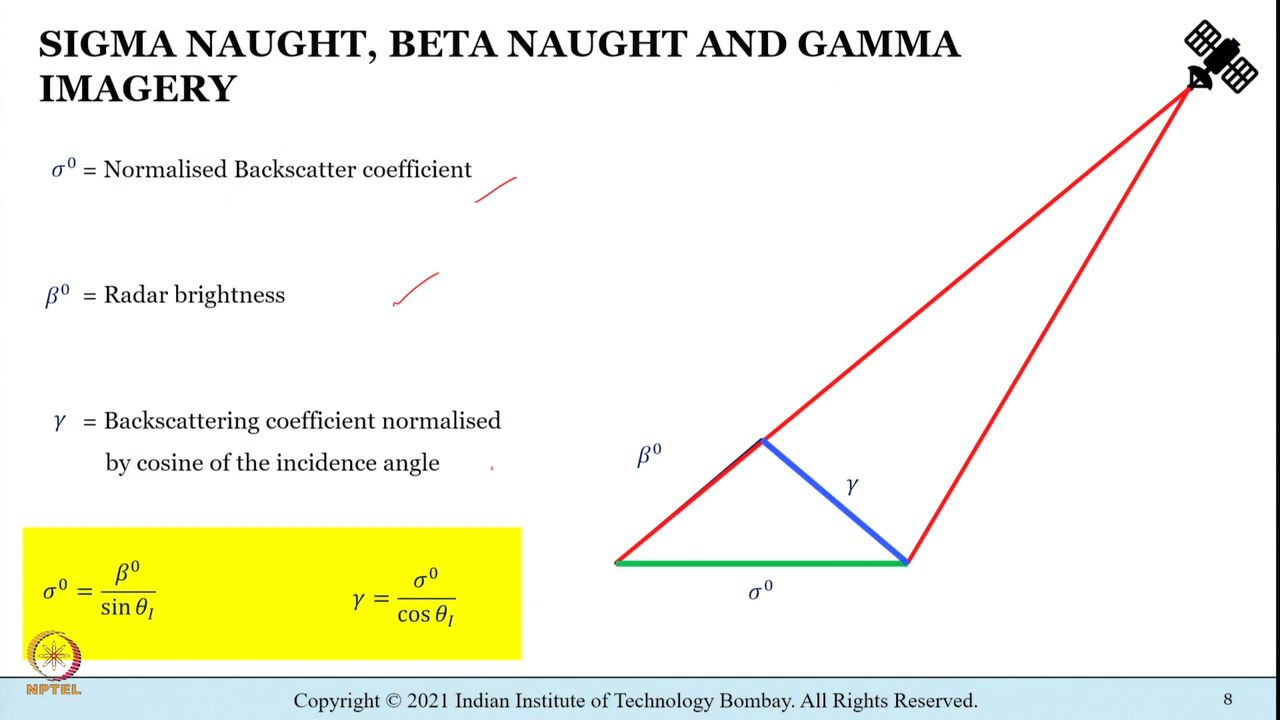 SIGMA NAUGHT, BETA NAUGHT AND GAMMA
IMAGERY
σ⁰ = Normalised Backscatter coefficient
β⁰ = Radar brightness
γ = Backscattering coefficient normalised
by cosine of the incidence angle
σ⁰ = β⁰ / sin θ_I
γ = σ⁰ / cos θ_I
β⁰
γ
σ⁰
NPTEL
Copyright © 2021 Indian Institute of Technology Bombay. All Rights Reserved.
8